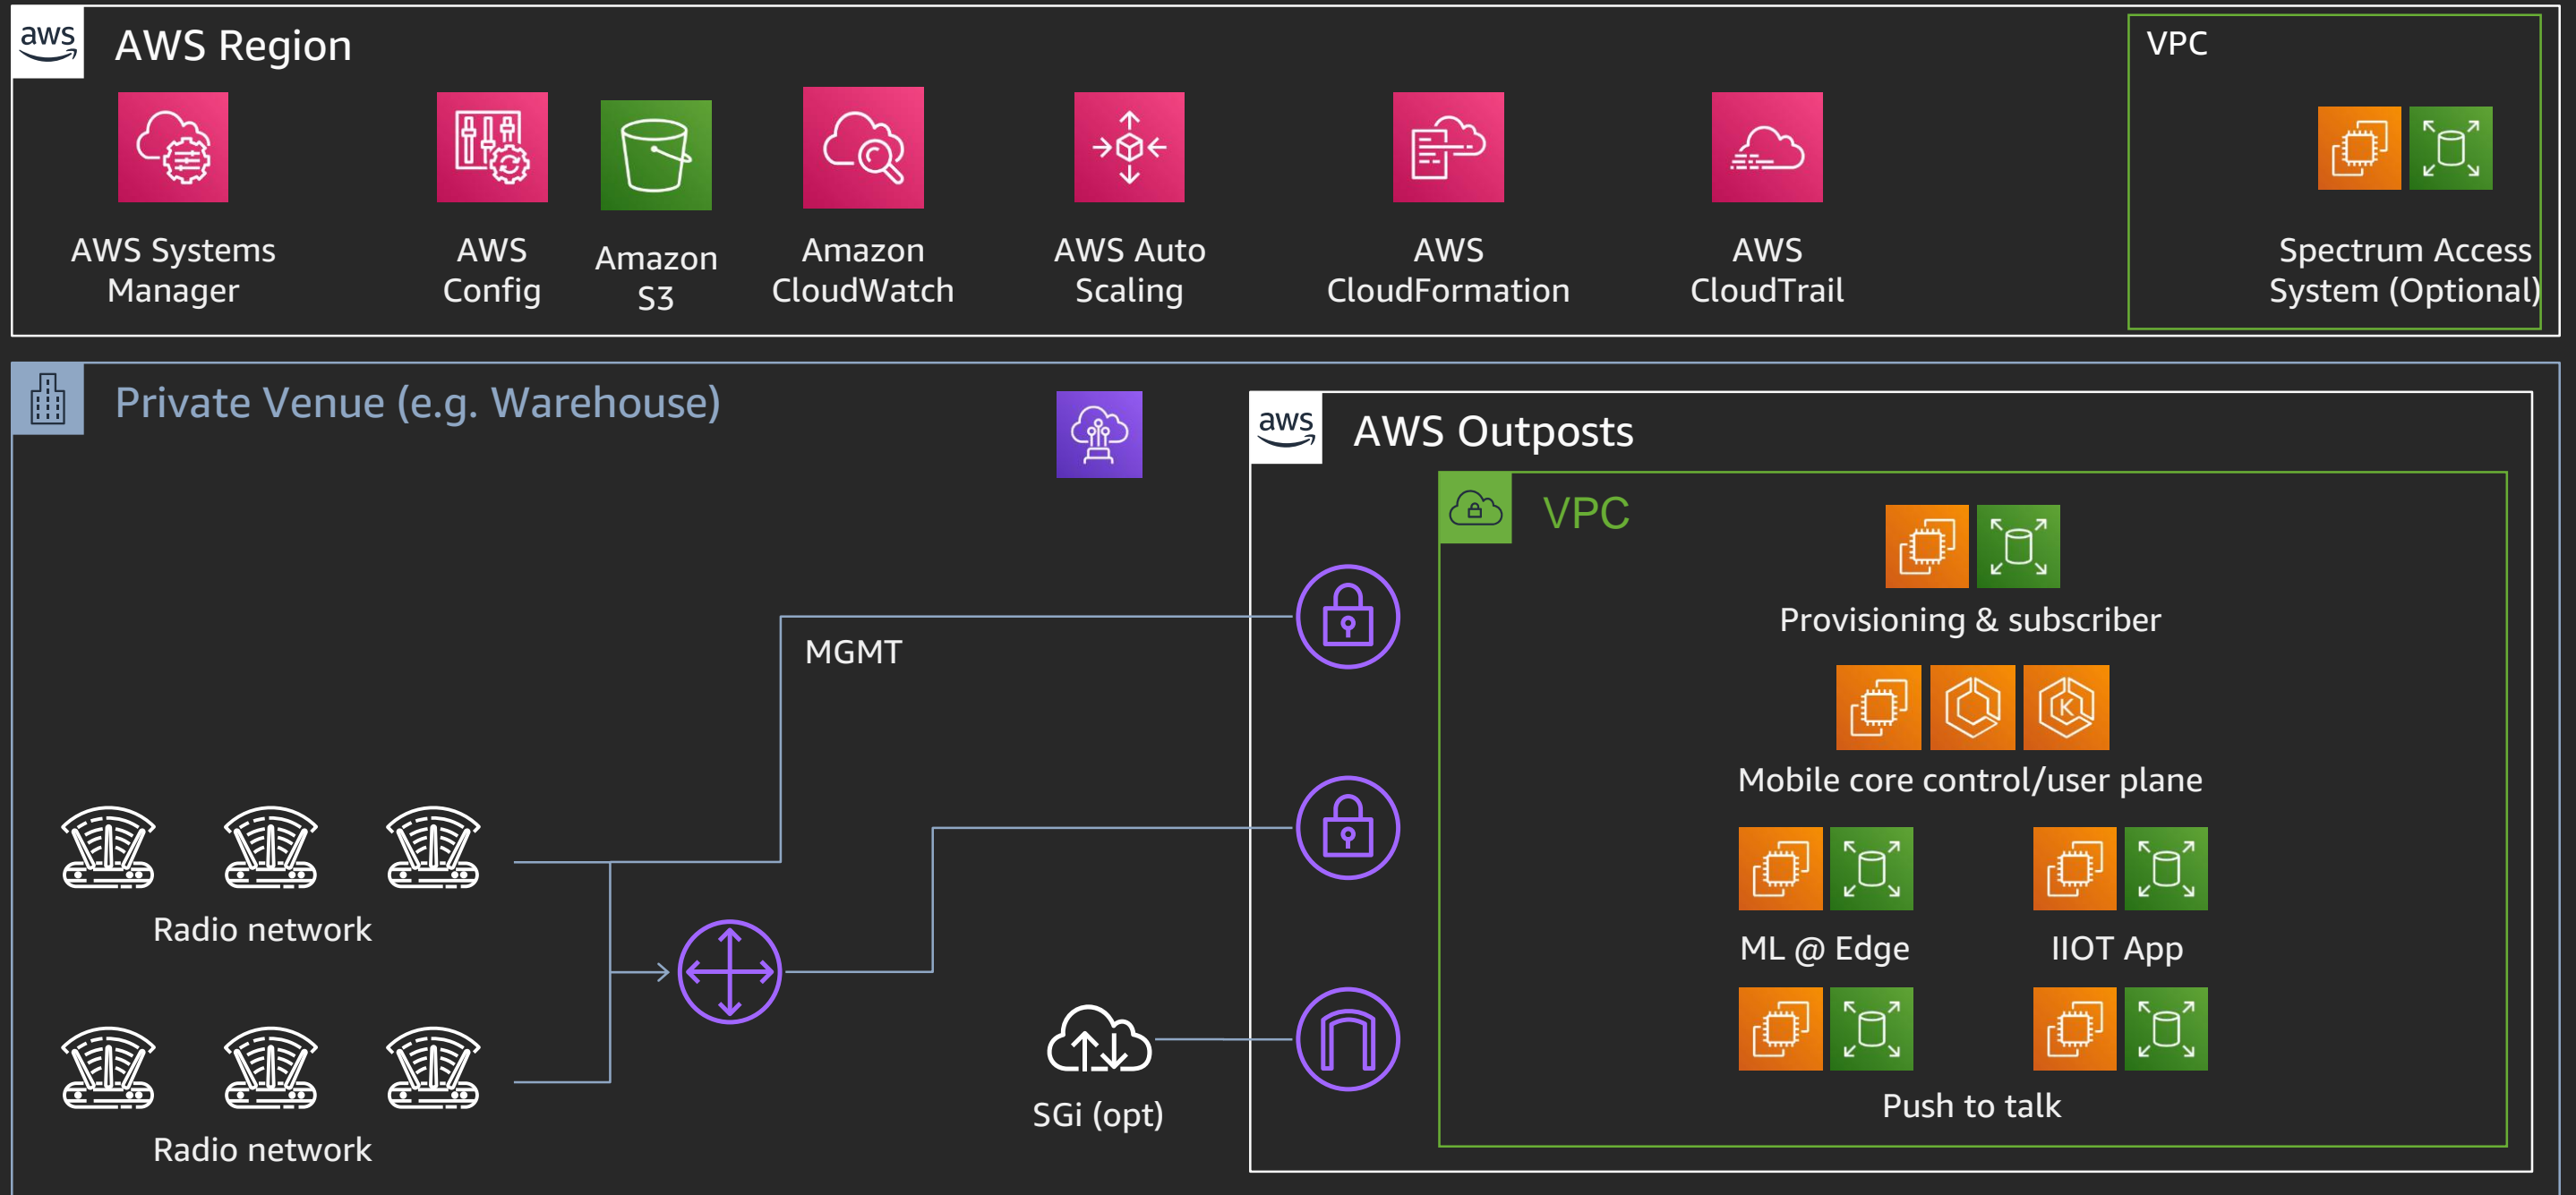 aws
AWS Region
VPC
AWS Systems
Manager
AWS
Config
Amazon
S3
Amazon
CloudWatch
AWS Auto
Scaling
AWS
CloudFormation
AWS
CloudTrail
Spectrum Access
System (Optional)
Private Venue (e.g. Warehouse)
aws
AWS Outposts
VPC
Provisioning & subscriber
MGMT
K
Mobile core control/user plane
Radio network
ML @ Edge
IIOT App
SGi (opt)
Push to talk
Radio network